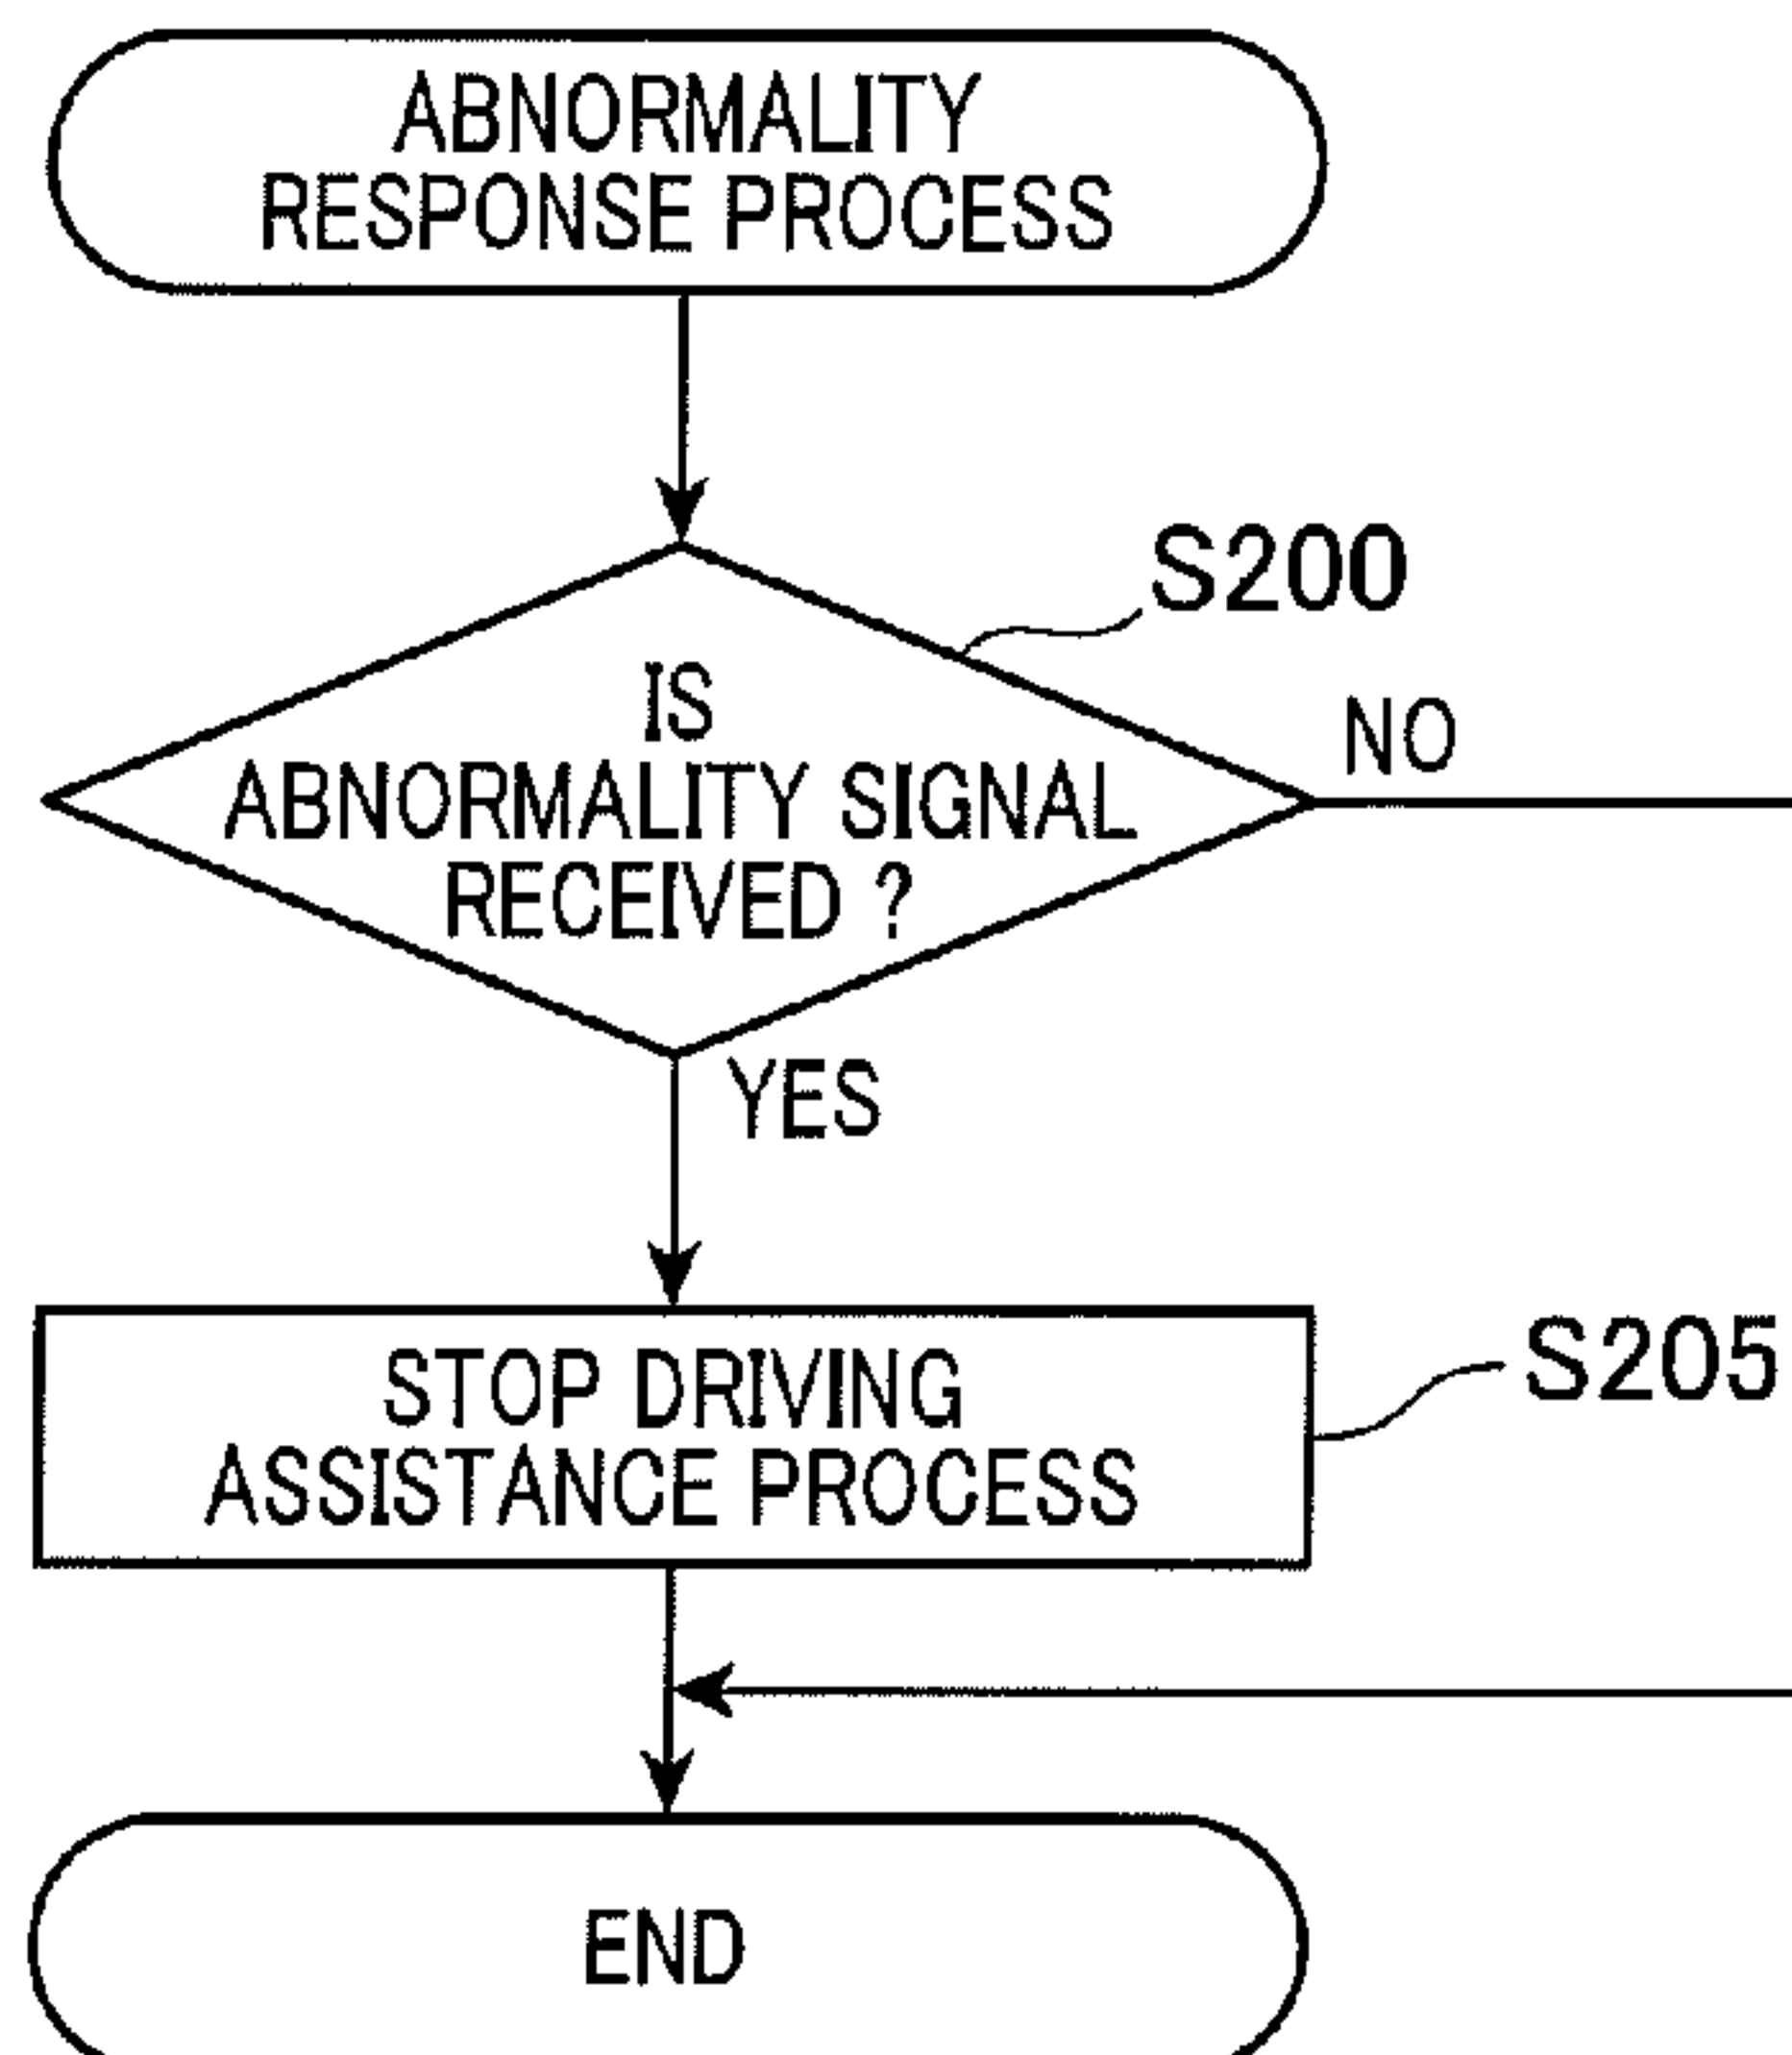 ABNORMALITY
RESPONSE PROCESS
S200
IS
ABNORMALITY SIGNAL
RECEIVED ?
NO
YES
STOP DRIVING
ASSISTANCE PROCESS
S205
END